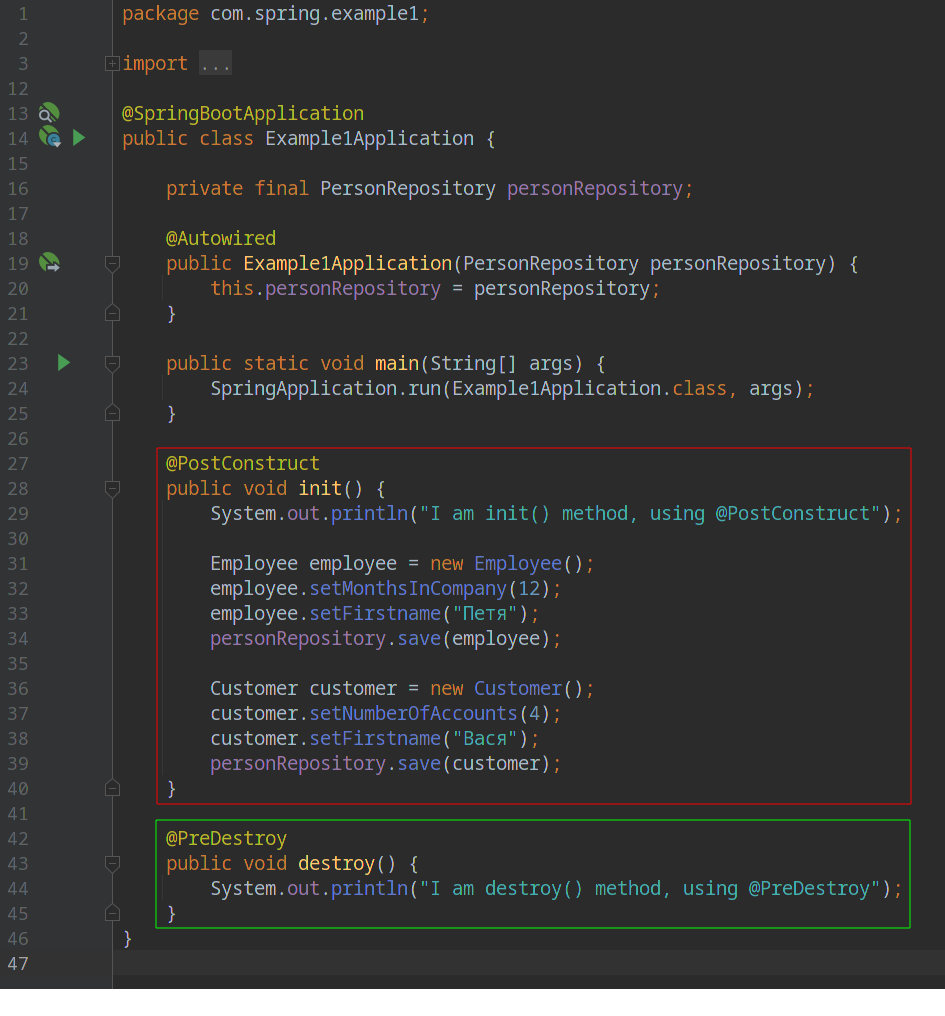 1 package com.spring.example1;
2
3 import ...
12
13 @SpringBootApplication
14 public class Example1Application {
15
16 private final PersonRepository personRepository;
17
18 @Autowired
19 public Example1Application(PersonRepository personRepository) {
20 this.personRepository = personRepository;
21 }
22
23 public static void main(String[] args) {
24 SpringApplication.run(Example1Application.class, args);
25 }
26
27 @PostConstruct
28 public void init() {
29 System.out.println("I am init() method, using @PostConstruct");
30
31 Employee employee = new Employee();
32 employee.setMonthsInCompany(12);
33 employee.setFirstname("Петя");
34 personRepository.save(employee);
35
36 Customer customer = new Customer();
37 customer.setNumberOfAccounts(4);
38 customer.setFirstname("Вася");
39 personRepository.save(customer);
40 }
41
42 @PreDestroy
43 public void destroy() {
44 System.out.println("I am destroy() method, using @PreDestroy");
45 }
46 }
47